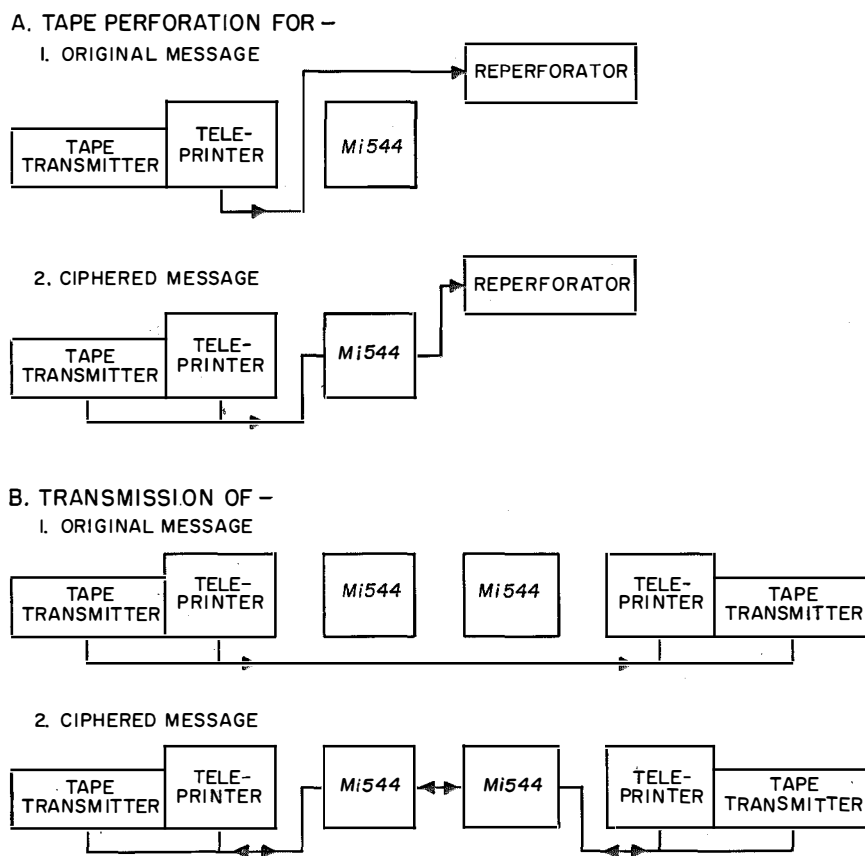 A. TAPE PERFORATION FOR –
1. ORIGINAL MESSAGE
REPERFORATOR
TAPE
TRANSMITTER
TELE-
PRINTER
Mi544
2. CIPHERED MESSAGE
REPERFORATOR
TAPE
TRANSMITTER
TELE-
PRINTER
Mi544
B. TRANSMISSION OF –
1. ORIGINAL MESSAGE
TAPE
TRANSMITTER
TELE-
PRINTER
Mi544
Mi544
TELE-
PRINTER
TAPE
TRANSMITTER
2. CIPHERED MESSAGE
TAPE
TRANSMITTER
TELE-
PRINTER
Mi544
Mi544
TELE-
PRINTER
TAPE
TRANSMITTER